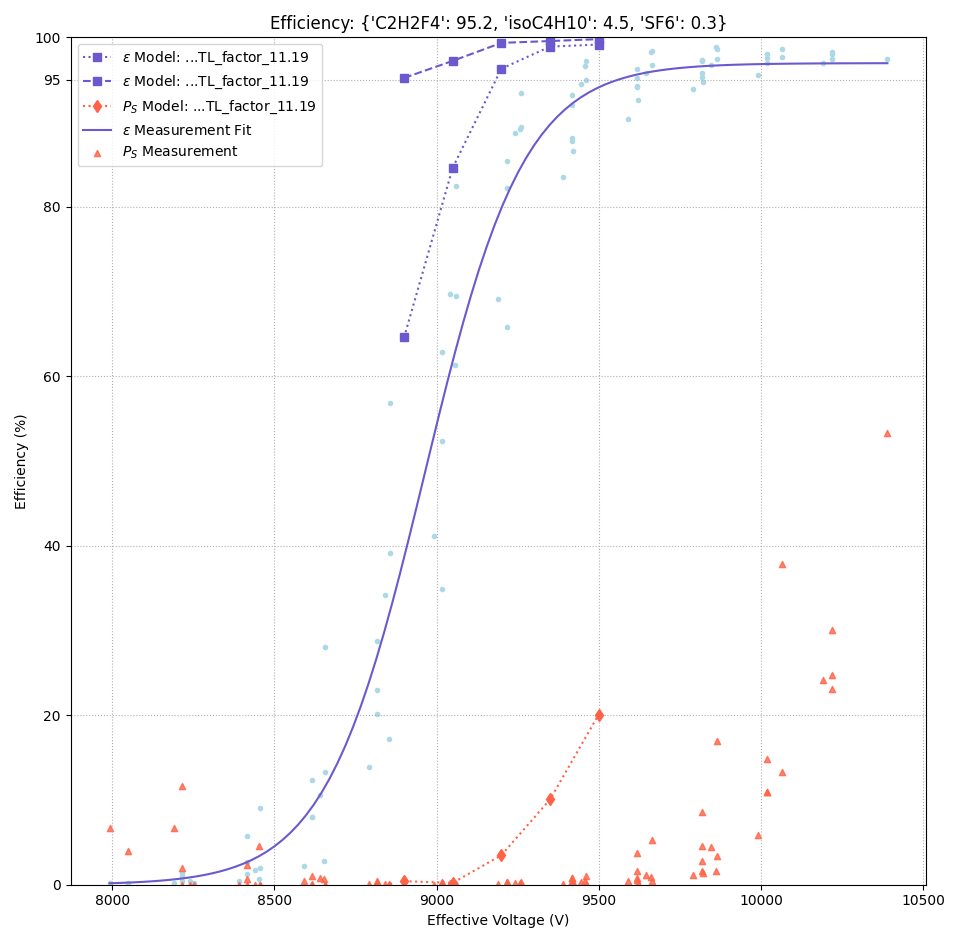 Efficiency: {'C2H2F4': 95.2, 'isoC4H10': 4.5, 'SF6': 0.3}
ε Model: ...TL_factor_11.19
ε Model: ...TL_factor_11.19
P_S Model: ...TL_factor_11.19
ε Measurement Fit
P_S Measurement
Efficiency (%)
100
95
80
60
40
20
0
8000 8500 9000 9500 10000 10500
Effective Voltage (V)